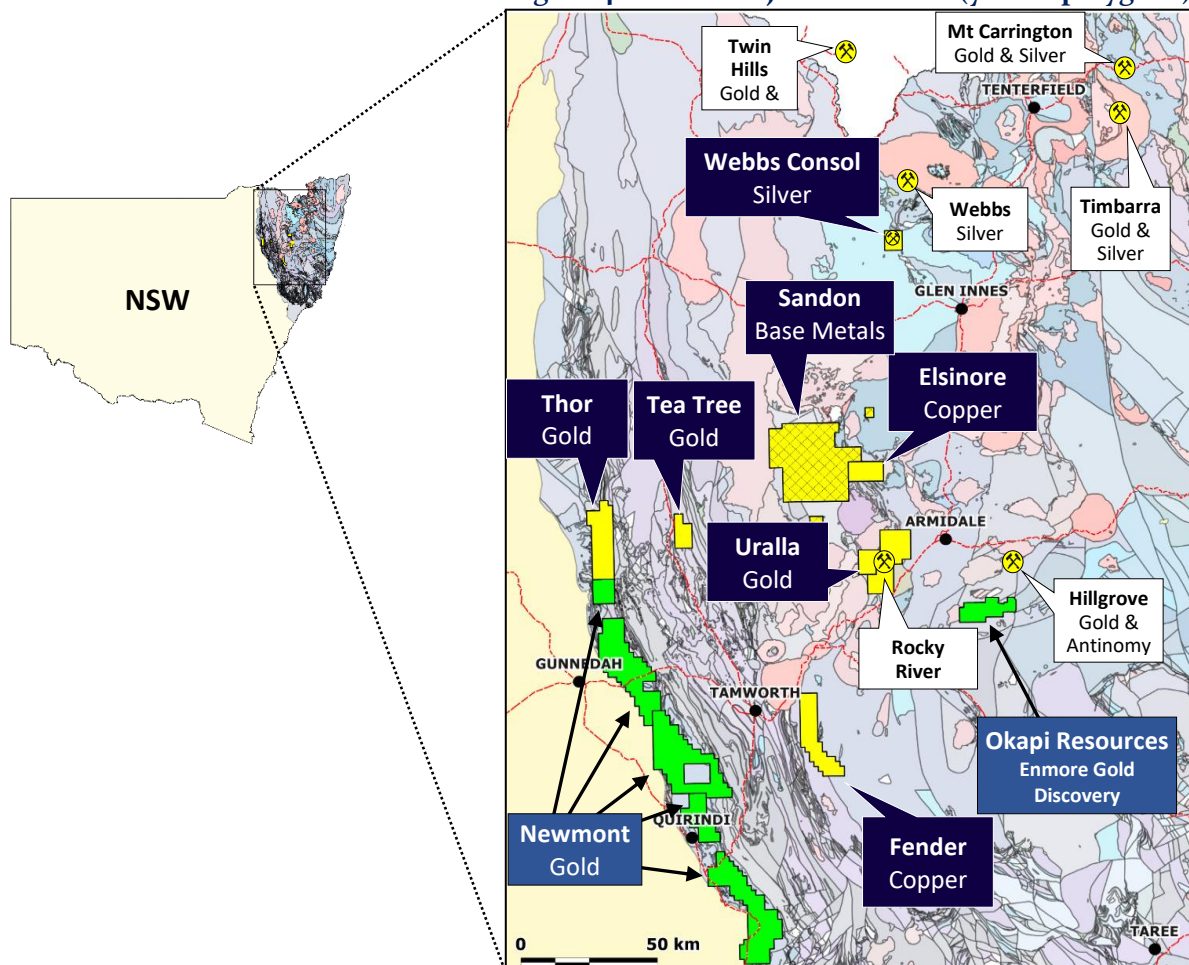 Twin
Hills
Gold &
Mt Carrington
Gold & Silver
TENTERFIELD
Webbs Consol
Silver
Webbs
Silver
Timbarra
Gold &
Silver
NSW
GLEN INNES
Sandon
Base Metals
Elsinore
Copper
Thor
Gold
Tea Tree
Gold
ARMIDALE
Uralla
Gold
Hillgrove
Gold &
Antinomy
Rocky
River
GUNNEDAH
TAMWORTH
Okapi Resources
Enmore Gold
Discovery
QUIRINDI
Newmont
Gold
Fender
Copper
TAREE
0 50 km